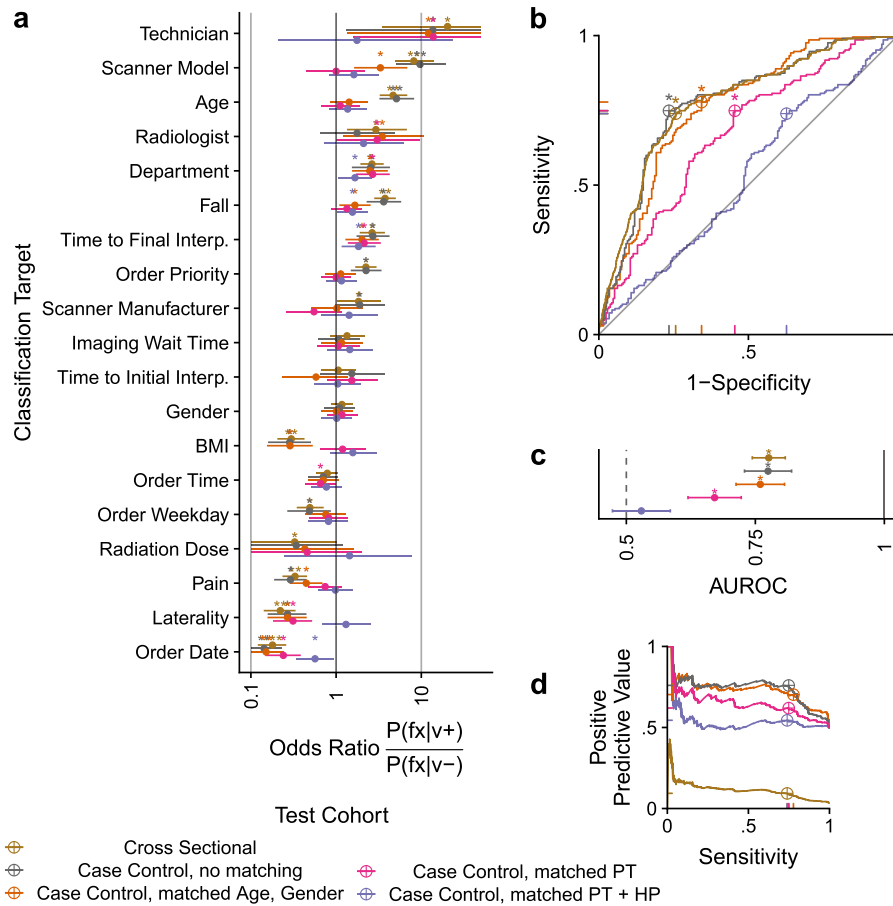 a
Classification Target
Technician
Scanner Model
Age
Radiologist
Department
Fall
Time to Final Interp.
Order Priority
Scanner Manufacturer
Imaging Wait Time
Time to Initial Interp.
Gender
BMI
Order Time
Order Weekday
Radiation Dose
Pain
Laterality
Order Date
0.1 1 10
Odds Ratio P(fx|v+)
P(fx|v−)
b
Sensitivity
1
.5
0
0 .5 1
1−Specificity
c
0.5 0.75 1
AUROC
d
Positive
Predictive Value
1
.5
0
0 .5 1
Sensitivity
Test Cohort
Cross Sectional
Case Control, no matching
Case Control, matched Age, Gender
Case Control, matched PT
Case Control, matched PT + HP